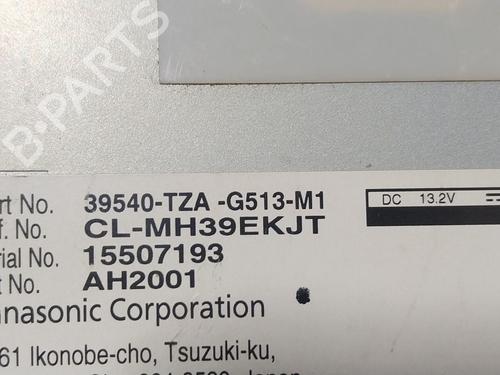 B-PARTS
art No. 39540-TZA -G513-M1
f. No. CL-MH39EKJT
rial No. 15507193
t No. AH2001
anasonic Corporation
61 Ikonobe-cho, Tsuzuki-ku,
DC 13.2V